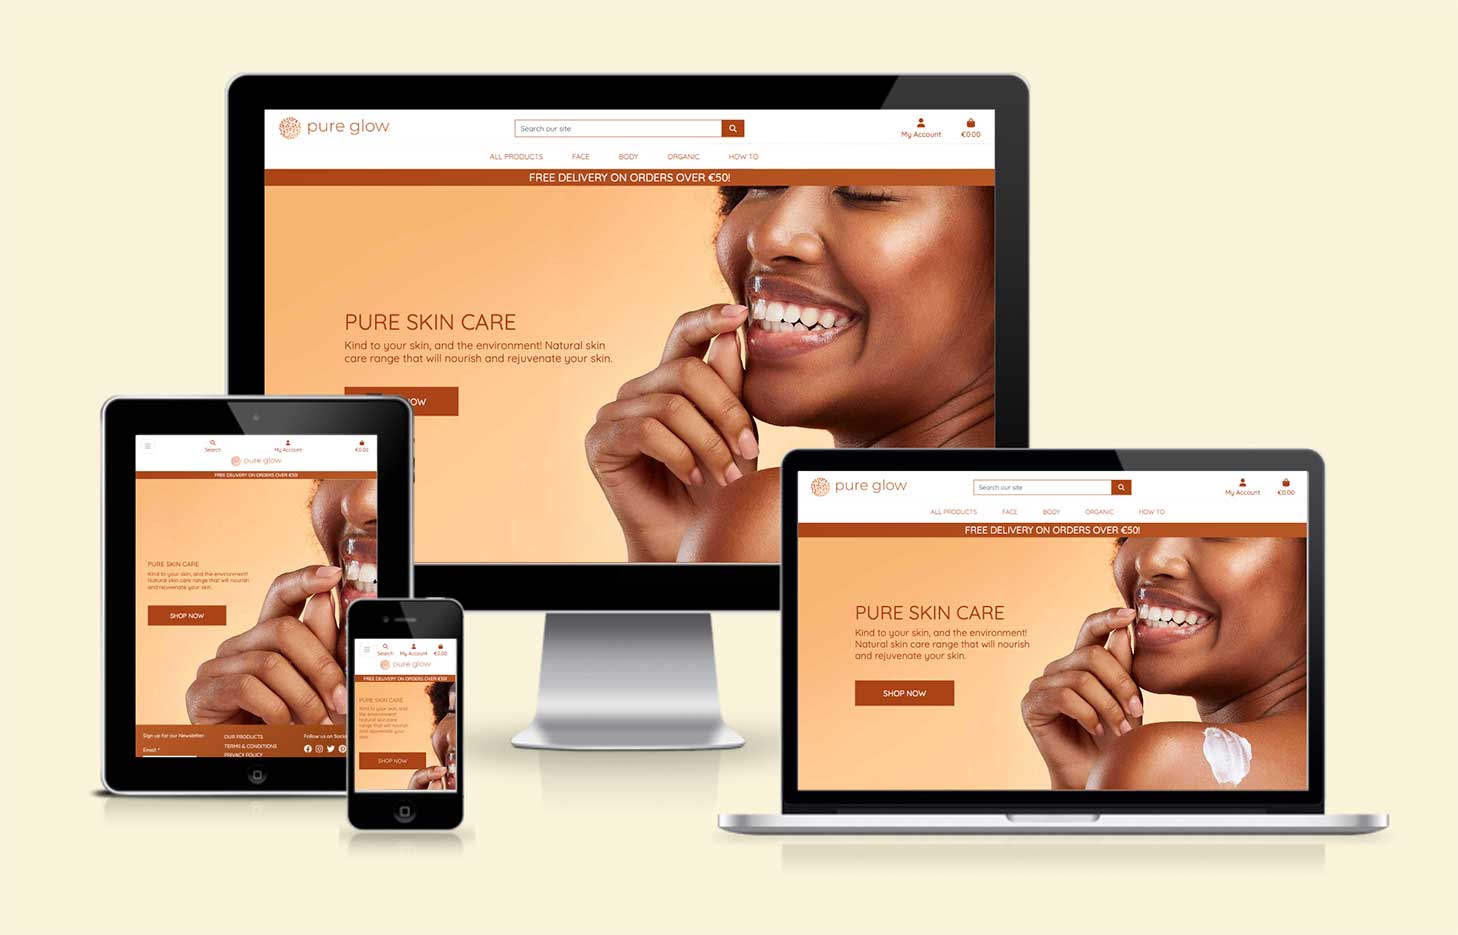 pure glow
Search our site
My Account
€0.00
ALL PRODUCTS FACE BODY ORGANIC HOW TO
FREE DELIVERY ON ORDERS OVER €50!
PURE SKIN CARE
Kind to your skin, and the environment! Natural skin
care range that will nourish and rejuvenate your skin.
NOW
Search
My Account
€0.00
pure glow
FREE DELIVERY ON ORDERS OVER €50!
PURE SKIN CARE
Kind to your skin, and the environment!
Natural skin care range that will nourish
and rejuvenate your skin.
SHOP NOW
Sign up for our Newsletter:
Email *
OUR PRODUCTS
TERMS & CONDITIONS
PRIVACY POLICY
Follow us on Social
Search
My Account
€0.00
pure glow
FREE DELIVERY ON ORDERS OVER €50!
PURE SKIN CARE
Kind to your skin, and
the environment!
Natural skin care
range that will nourish
and rejuvenate your
skin.
SHOP NOW
pure glow
Search our site
My Account
€0.00
ALL PRODUCTS FACE BODY ORGANIC HOW TO
FREE DELIVERY ON ORDERS OVER €50!
PURE SKIN CARE
Kind to your skin, and the environment!
Natural skin care range that will nourish
and rejuvenate your skin.
SHOP NOW